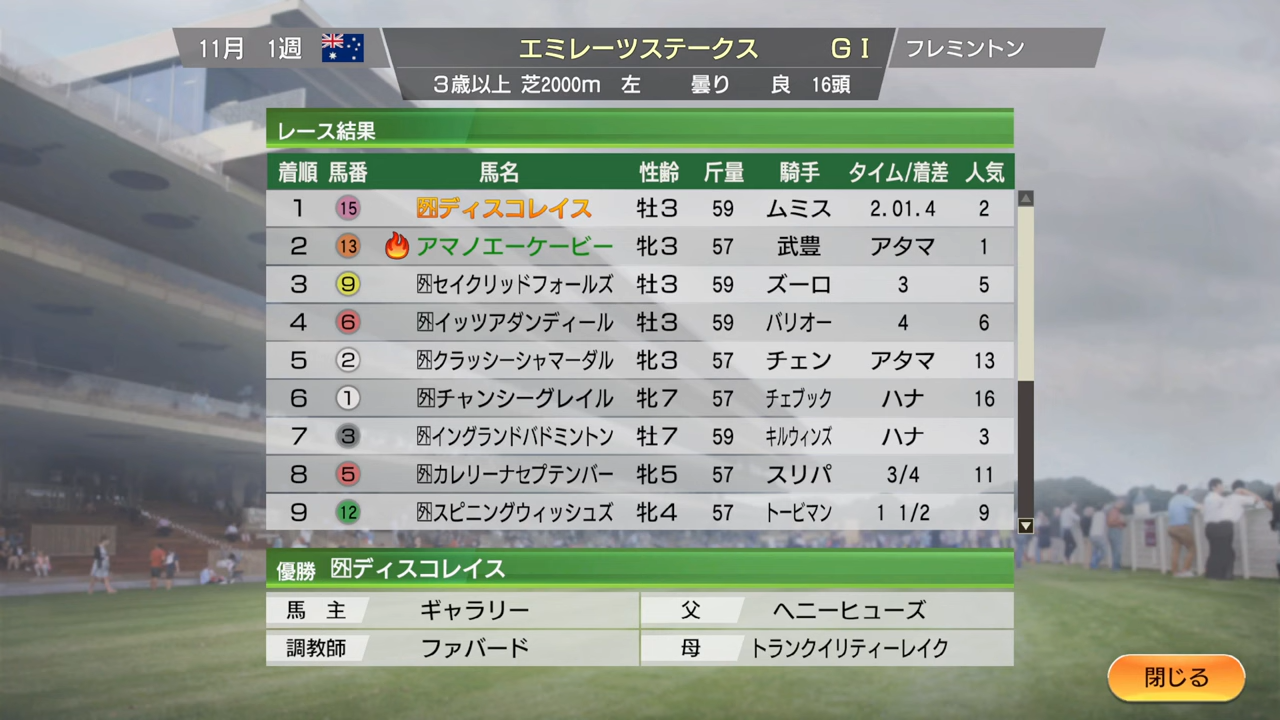 11月 1週 エミレーツステークス GⅠ フレミントン
3歳以上 芝2000m 左 曇り 良 16頭
レース結果
着順 馬番 馬名 性齢 斤量 騎手 タイム/着差 人気
1 15 外ディスコレイス 牡3 59 ムミス 2.01.4 2
2 13 アマノエーケービー 牝3 57 武豊 アタマ 1
3 9 外セイクリッドフォールズ 牡3 59 ズーロ 3 5
4 6 外イッツアダンディール 牡3 59 バリオー 4 6
5 2 外クラッシーシャマーダル 牝3 57 チェン アタマ 13
6 1 外チャンシーグレイル 牝7 57 チェブック ハナ 16
7 3 外イングランドバドミントン 牡7 59 キルウィンズ ハナ 3
8 5 外カレリーナセプテンバー 牝5 57 スリパ 3/4 11
9 12 外スピニングウィッシュズ 牝4 57 トービマン 1 1/2 9
優勝 外ディスコレイス
馬主 ギャラリー 父 ヘニーヒューズ
調教師 ファバード 母 トランクイリティーレイク
閉じる